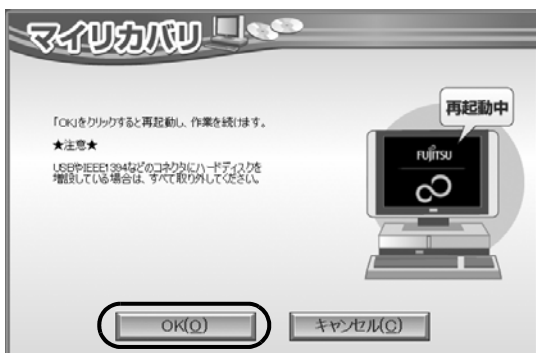 マイリカバリ
「OK」をクリックすると再起動し、作業を続けます。
★注意★
USBやIEEE1394などのコネクタにハードディスクを
増設している場合は、すべて取り外してください。
再起動中
FUJITSU
OK(O)
キャンセル(C)